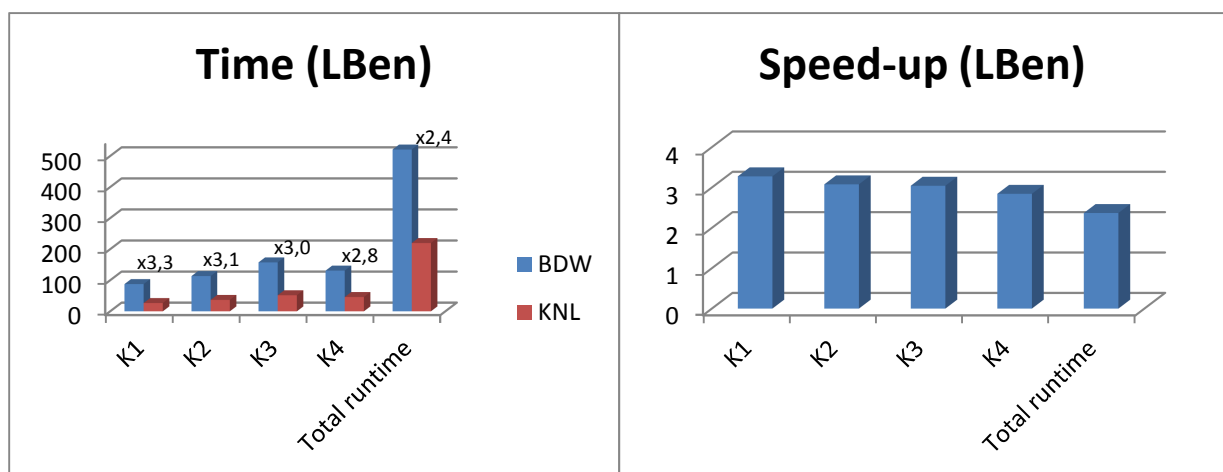 Time (LBen)
500
400
300
200
100
0
x3,3
x3,1
x3,0
x2,8
x2,4
K1
K2
K3
K4
Total runtime
BDW
KNL
Speed-up (LBen)
4
3
2
1
0
K1
K2
K3
K4
Total runtime